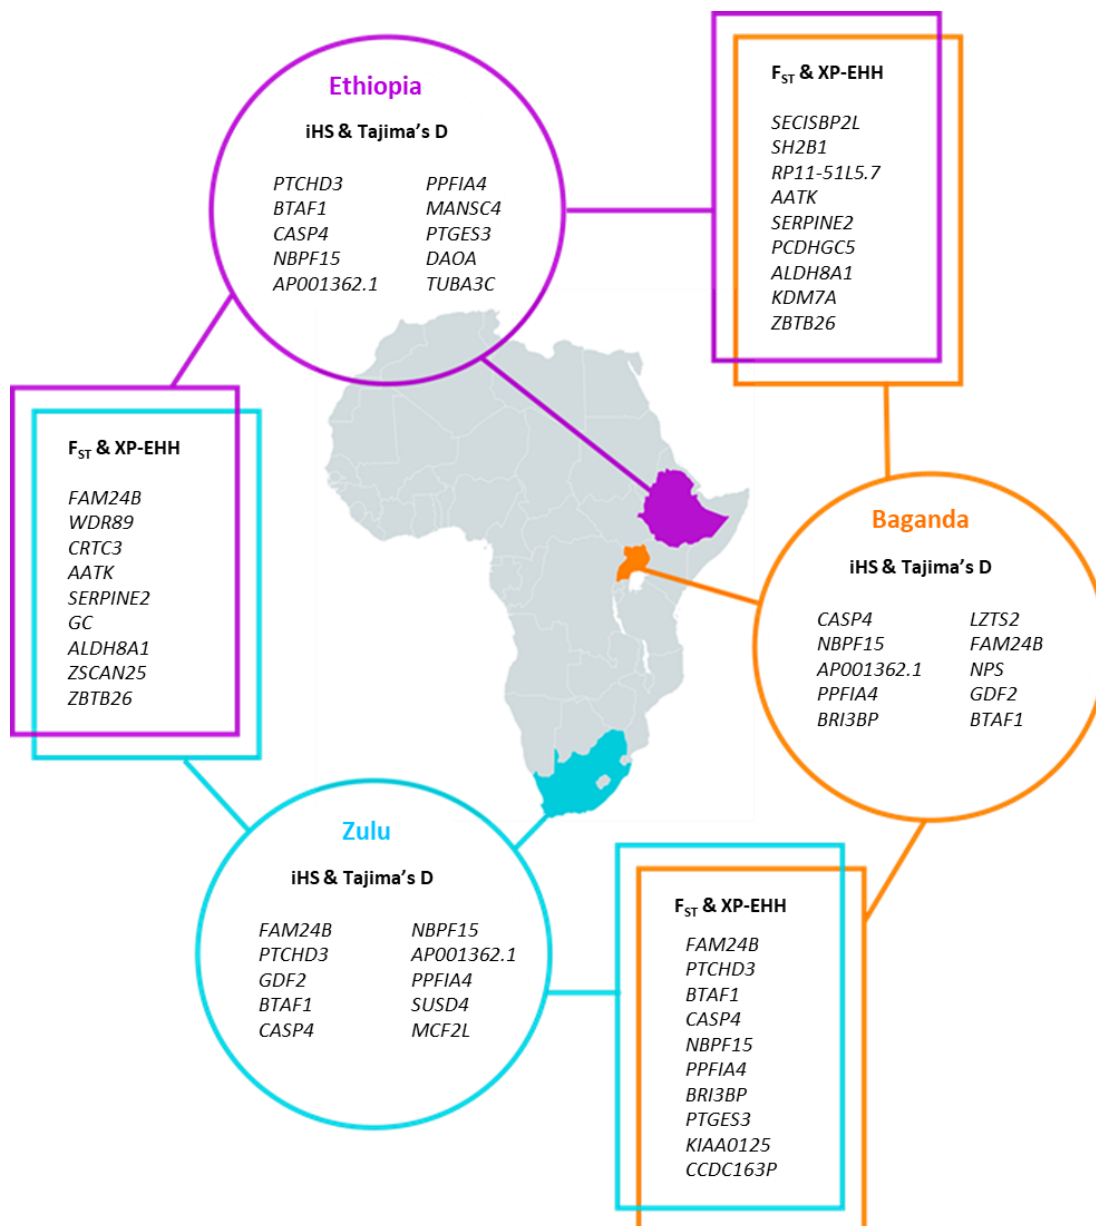 Ethiopia
iHS & Tajima's D
PTCHD3 PPFIA4
BTAF1 MANSC4
CASP4 PTGES3
NBPF15 DAOA
AP001362.1 TUBA3C
FST & XP-EHH
SECISBP2L
SH2B1
RP11-51L5.7
AATK
SERPINE2
PCDHGC5
ALDH8A1
KDM7A
ZBTB26
FST & XP-EHH
FAM24B
WDR89
CRTC3
AATK
SERPINE2
GC
ALDH8A1
ZSCAN25
ZBTB26
Baganda
iHS & Tajima's D
CASP4 LZTS2
NBPF15 FAM24B
AP001362.1 NPS
PPFIA4 GDF2
BRI3BP BTAF1
Zulu
iHS & Tajima's D
FAM24B NBPF15
PTCHD3 AP001362.1
GDF2 PPFIA4
BTAF1 SUSD4
CASP4 MCF2L
FST & XP-EHH
FAM24B
PTCHD3
BTAF1
CASP4
NBPF15
PPFIA4
BRI3BP
PTGES3
KIAA0125
CCDC163P